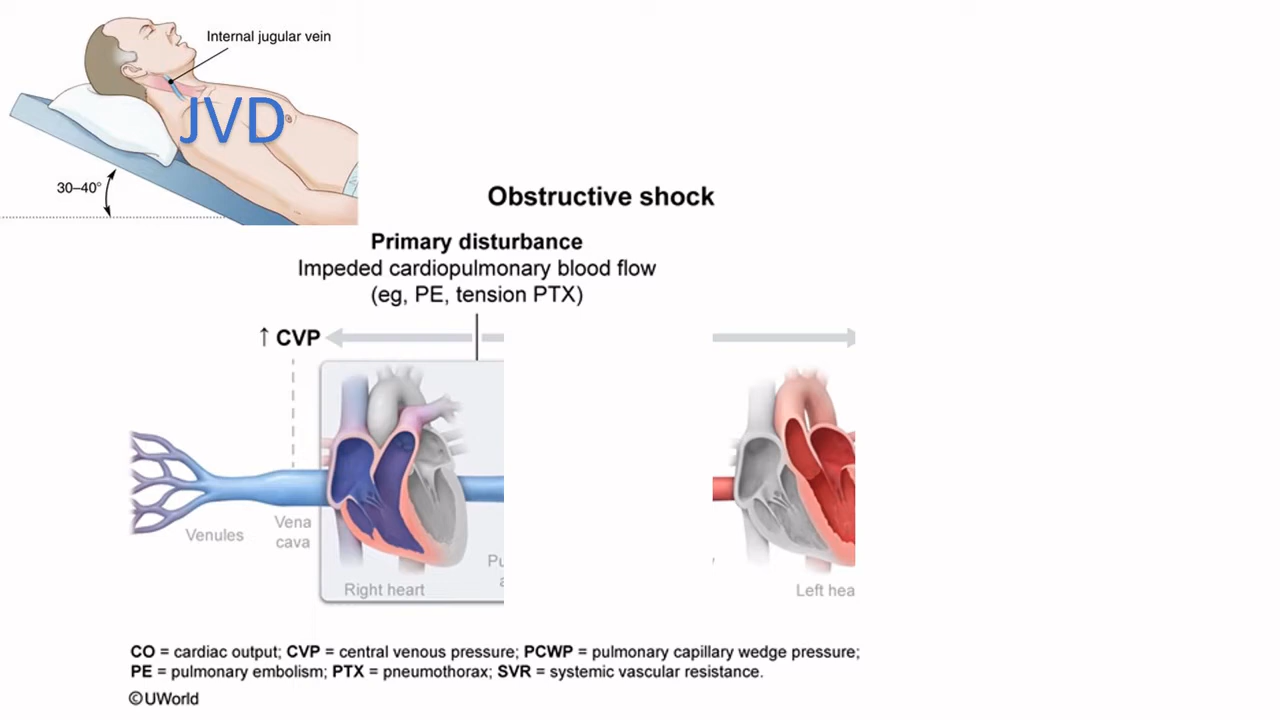 Internal jugular vein
JVD
30–40°
Obstructive shock
Primary disturbance
Impeded cardiopulmonary blood flow
(eg, PE, tension PTX)
↑ CVP
Venules
Vena
cava
Right heart
Pu
Left hea
CO = cardiac output; CVP = central venous pressure; PCWP = pulmonary capillary wedge pressure;
PE = pulmonary embolism; PTX = pneumothorax; SVR = systemic vascular resistance.
©UWorld